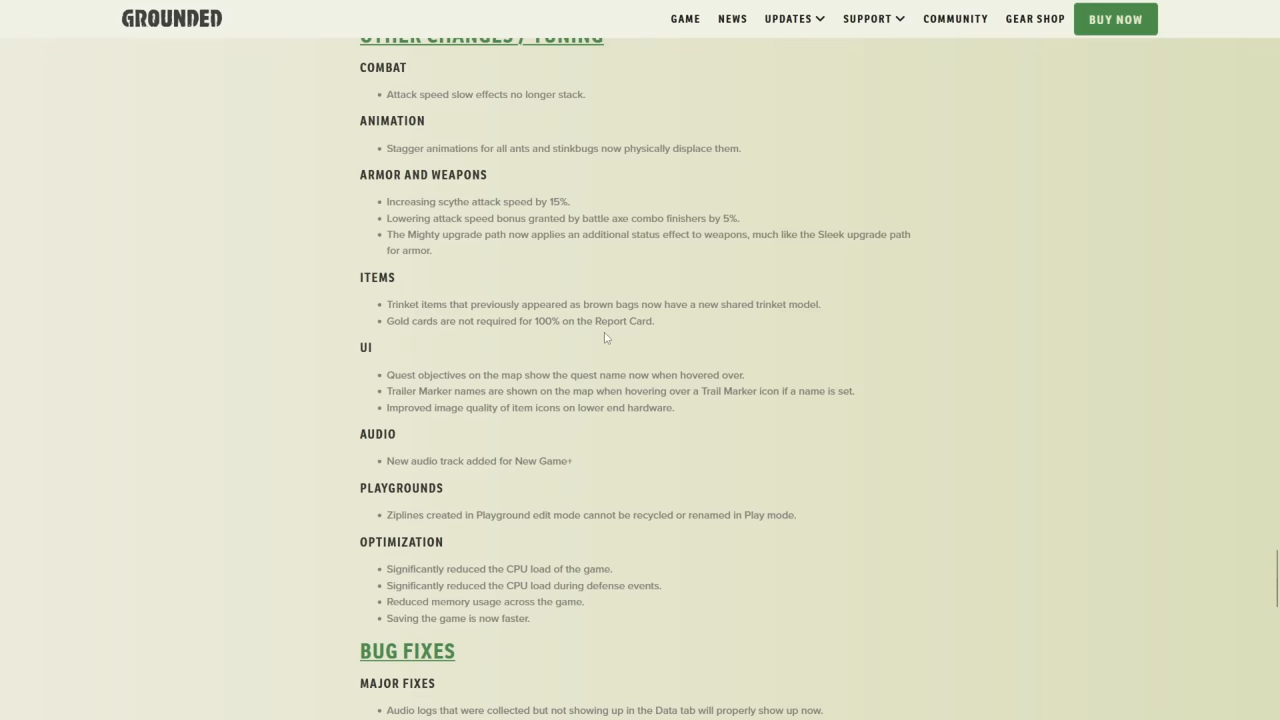 GROUNDED
GAME NEWS UPDATES SUPPORT COMMUNITY GEAR SHOP BUY NOW
OTHER CHANGES / TUNING
COMBAT
• Attack speed slow effects no longer stack.
ANIMATION
• Stagger animations for all ants and stinkbugs now physically displace them.
ARMOR AND WEAPONS
• Increasing scythe attack speed by 15%.
• Lowering attack speed bonus granted by battle axe combo finishers by 5%.
• The Mighty upgrade path now applies an additional status effect to weapons, much like the Sleek upgrade path
for armor.
ITEMS
• Trinket items that previously appeared as brown bags now have a new shared trinket model.
• Gold cards are not required for 100% on the Report Card.
UI
• Quest objectives on the map show the quest name now when hovered over.
• Trailer Marker names are shown on the map when hovering over a Trail Marker icon if a name is set.
• Improved image quality of item icons on lower end hardware.
AUDIO
• New audio track added for New Game+
PLAYGROUNDS
• Ziplines created in Playground edit mode cannot be recycled or renamed in Play mode.
OPTIMIZATION
• Significantly reduced the CPU load of the game.
• Significantly reduced the CPU load during defense events.
• Reduced memory usage across the game.
• Saving the game is now faster.
BUG FIXES
MAJOR FIXES
• Audio logs that were collected but not showing up in the Data tab will properly show up now.